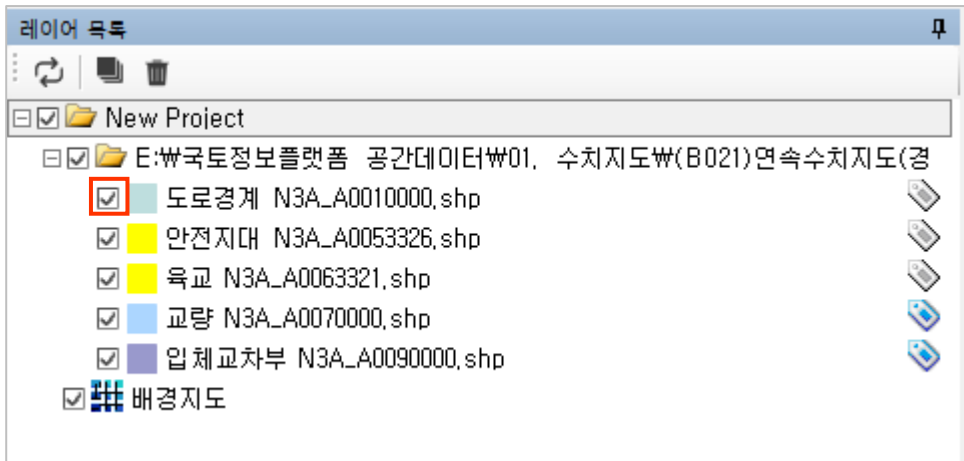 레이어 목록
New Project
E:₩국토정보플랫폼 공간데이터₩01. 수치지도₩(B021)연속수치지도(경
도로경계 N3A_A0010000.shp
안전지대 N3A_A0053326.shp
육교 N3A_A0063321.shp
교량 N3A_A0070000.shp
입체교차부 N3A_A0090000.shp
배경지도